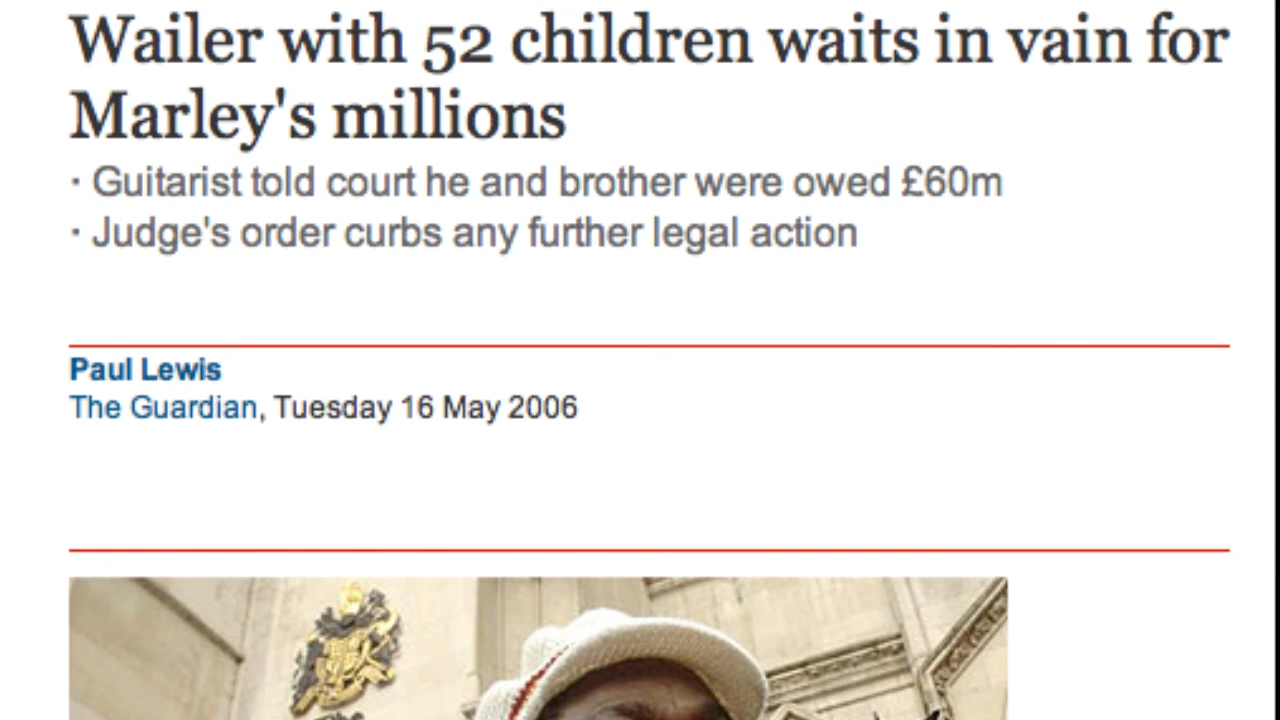 Wailer with 52 children waits in vain for
Marley's millions
· Guitarist told court he and brother were owed £60m
· Judge's order curbs any further legal action
Paul Lewis
The Guardian, Tuesday 16 May 2006